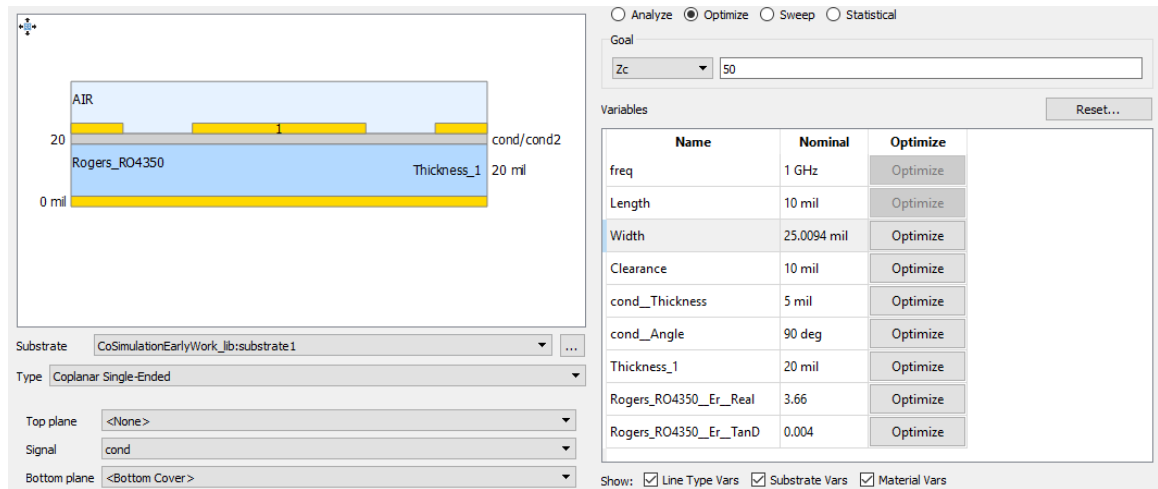 AIR
1
20
cond/cond2
Rogers_RO4350
Thickness_1 20 mil
0 mil
Substrate CoSimulationEarlyWork_lib:substrate1 ...
Type Coplanar Single-Ended
Top plane <None>
Signal cond
Bottom plane <Bottom Cover>
Analyze Optimize Sweep Statistical
Goal
Zc 50
Variables Reset...
Name Nominal Optimize
freq 1 GHz Optimize
Length 10 mil Optimize
Width 25.0094 mil Optimize
Clearance 10 mil Optimize
cond__Thickness 5 mil Optimize
cond__Angle 90 deg Optimize
Thickness_1 20 mil Optimize
Rogers_RO4350__Er__Real 3.66 Optimize
Rogers_RO4350__Er__TanD 0.004 Optimize
Show: Line Type Vars Substrate Vars Material Vars